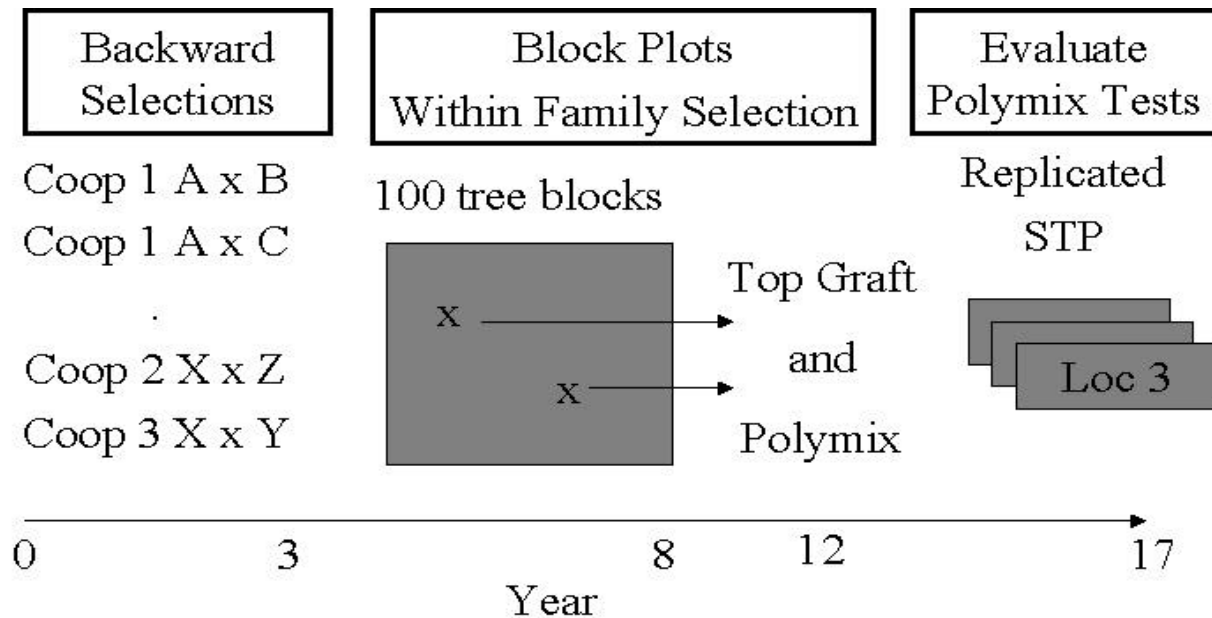 Backward
Selections
Block Plots
Within Family Selection
Evaluate
Polymix Tests
Coop 1 A x B
Coop 1 A x C
.
Coop 2 X x Z
Coop 3 X x Y
100 tree blocks
x
x
Top Graft
and
Polymix
Replicated
STP
Loc 3
0 3 8 12 17
Year